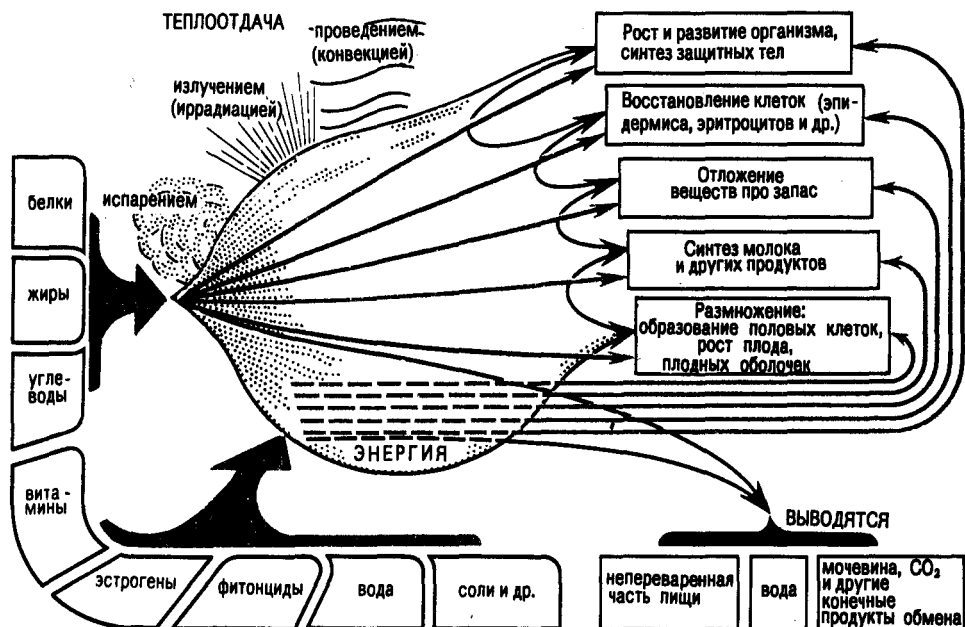 ТЕПЛООТДАЧА
проведением
(конвекцией)
излучением
(иррадиацией)
испарением
белки
жиры
угле-
воды
вита-
мины
эстрогены
фитонциды
вода
соли и др.
ЭНЕРГИЯ
Рост и развитие организма,
синтез защитных тел
Восстановление клеток (эпи-
дермиса, эритроцитов и др.)
Отложение
веществ про запас
Синтез молока
и других продуктов
Размножение:
образование половых клеток,
рост плода,
плодных оболочек
ВЫВОДЯТСЯ
непереваренная
часть пищи
вода
мочевина, CO₂
и другие
конечные
продукты обмена